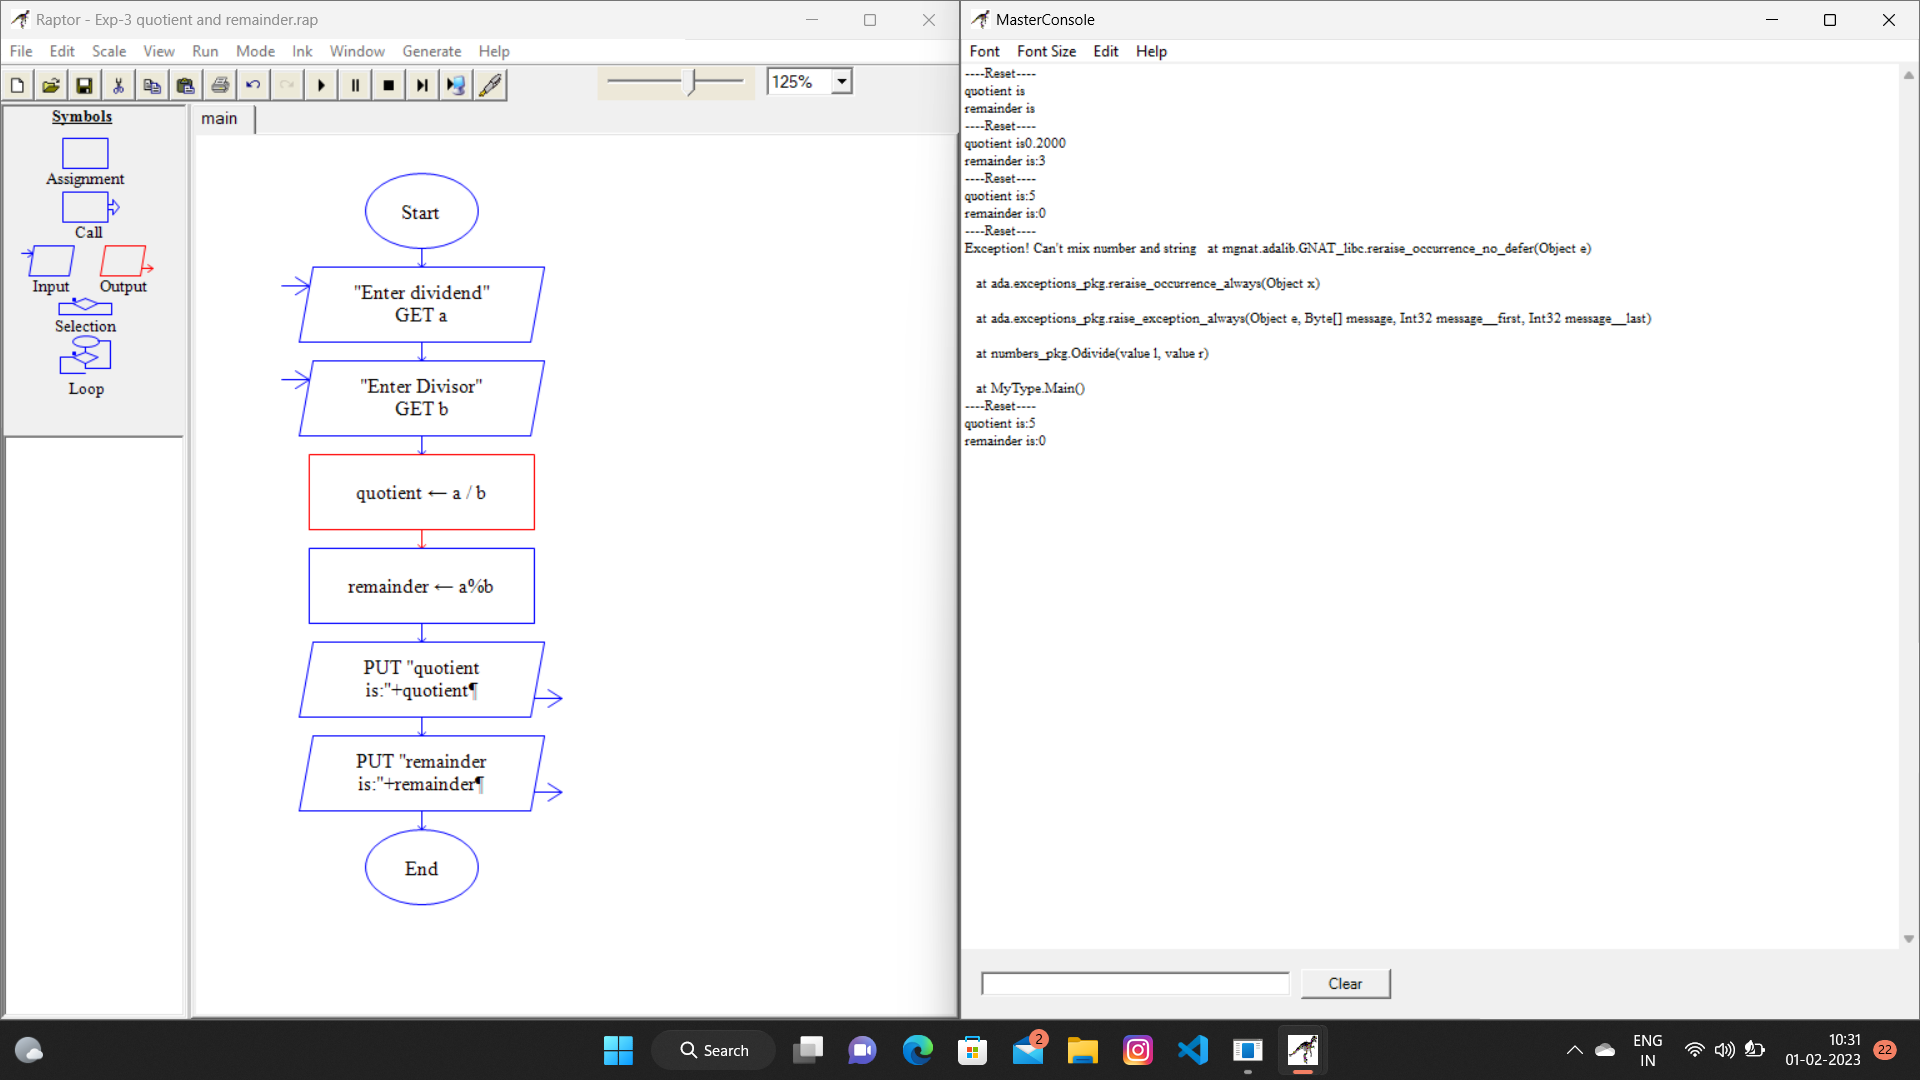 Raptor - Exp-3 quotient and remainder.rap
File Edit Scale View Run Mode Ink Window Generate Help
125%
Symbols
Assignment
Call
Input Output
Selection
Loop
main
Start
"Enter dividend"
GET a
"Enter Divisor"
GET b
quotient ← a / b
remainder ← a%b
PUT "quotient
is:"+quotient¶
PUT "remainder
is:"+remainder¶
End
MasterConsole
Font Font Size Edit Help
----Reset----
quotient is
remainder is
----Reset----
quotient is0.2000
remainder is:3
----Reset----
quotient is:5
remainder is:0
----Reset----
Exception! Can't mix number and string   at mgnat.adalib.GNAT_libc.reraise_occurrence_no_defer(Object e)
at ada.exceptions_pkg.reraise_occurrence_always(Object x)
at ada.exceptions_pkg.raise_exception_always(Object e, Byte[] message, Int32 message__first, Int32 message__last)
at numbers_pkg.Odivide(value l, value r)
at MyType.Main()
----Reset----
quotient is:5
remainder is:0
Clear
Search
2
ENG
IN
10:31
01-02-2023
22